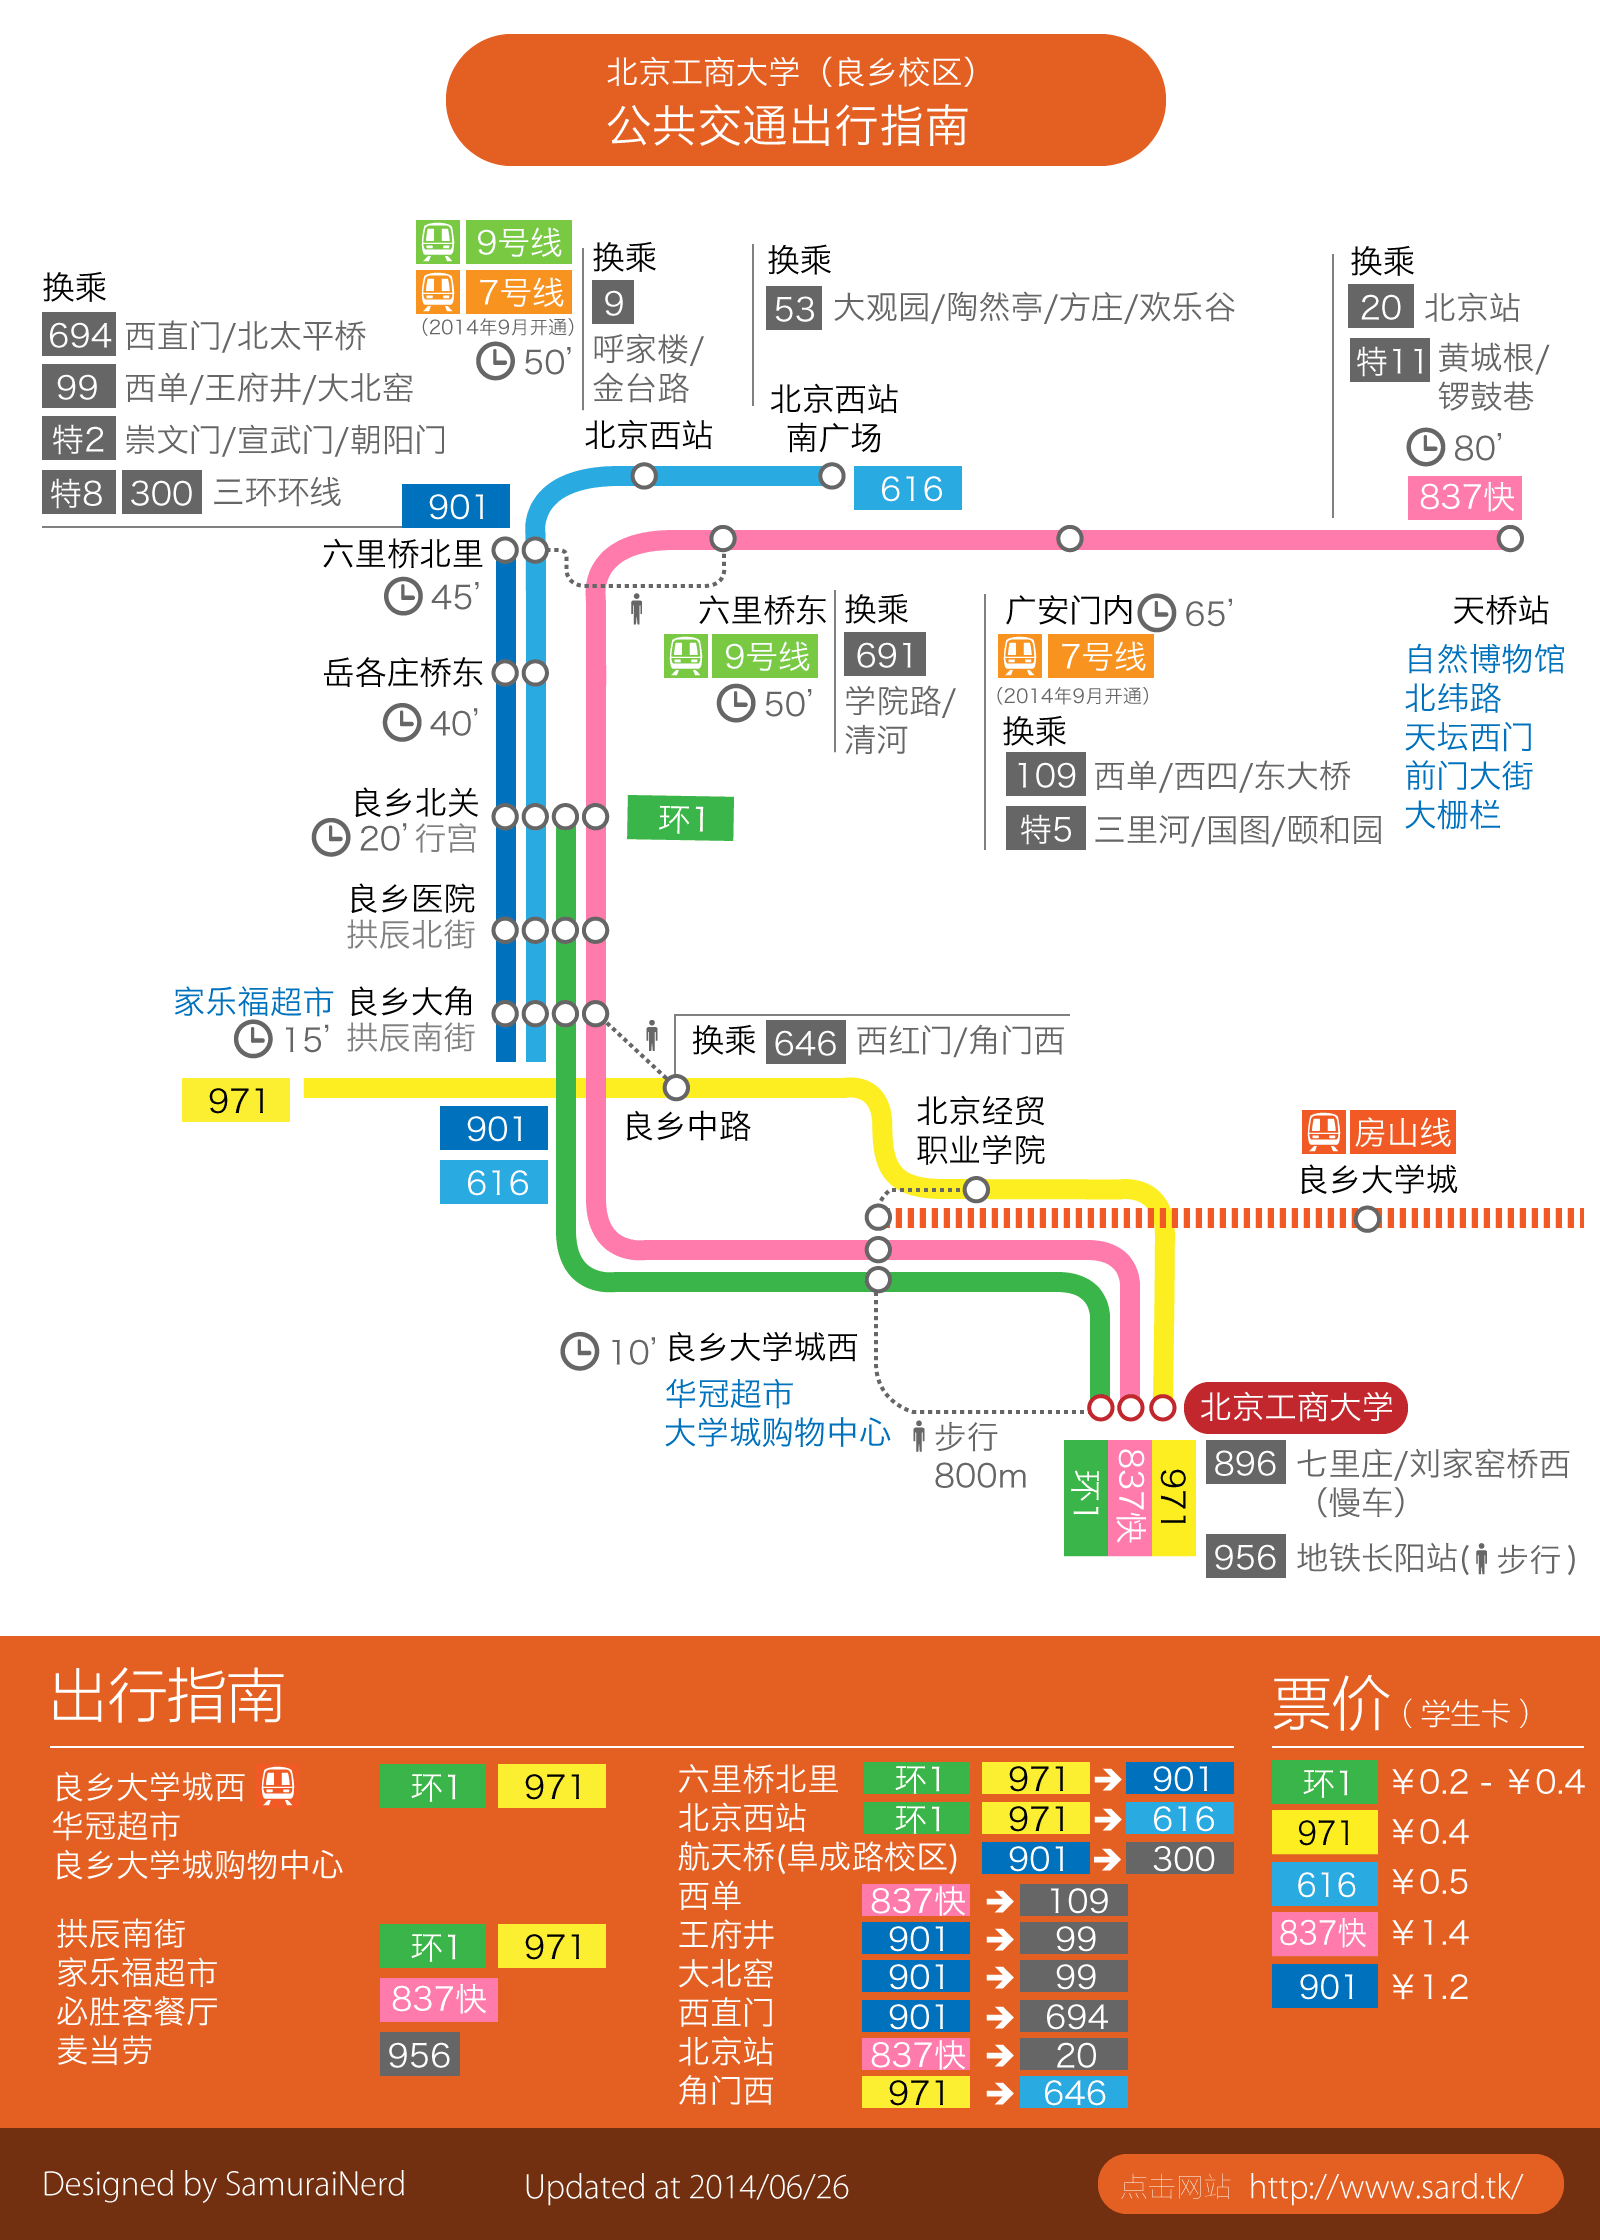 北京工商大学（良乡校区）
公共交通出行指南
换乘
694 西直门/北太平桥
99 西单/王府井/大北窑
特2 崇文门/宣武门/朝阳门
特8 300 三环环线
9号线
7号线
（2014年9月开通）
50’
换乘
9
呼家楼/
金台路
北京西站
换乘
53 大观园/陶然亭/方庄/欢乐谷
北京西站
南广场
616
换乘
20 北京站
特11 黄城根/
锣鼓巷
80’
837快
901
六里桥北里
45’
岳各庄桥东
40’
良乡北关
20’ 行宫
良乡医院
拱辰北街
家乐福超市 良乡大角
15’ 拱辰南街
六里桥东
9号线
50’
换乘
691
学院路/
清河
广安门内 65’
7号线
（2014年9月开通）
换乘
109 西单/西四/东大桥
特5 三里河/国图/颐和园
天桥站
自然博物馆
北纬路
天坛西门
前门大街
大栅栏
环1
换乘 646 西红门/角门西
971
良乡中路
901
616
北京经贸
职业学院
房山线
良乡大学城
10’ 良乡大学城西
华冠超市
大学城购物中心
步行
800m
北京工商大学
环1
837快
971
896 七里庄/刘家窑桥西
（慢车）
956 地铁长阳站(步行)
出行指南
良乡大学城西 环1 971
华冠超市
良乡大学城购物中心
拱辰南街 环1 971
家乐福超市
必胜客餐厅 837快
麦当劳 956
六里桥北里 环1 971 901
北京西站 环1 971 616
航天桥(阜成路校区) 901 300
西单 837快 109
王府井 901 99
大北窑 901 99
西直门 901 694
北京站 837快 20
角门西 971 646
票价（学生卡）
环1 ￥0.2 - ￥0.4
971 ￥0.4
616 ￥0.5
837快 ￥1.4
901 ￥1.2
Designed by SamuraiNerd
Updated at 2014/06/26
点击网站 http://www.sard.tk/